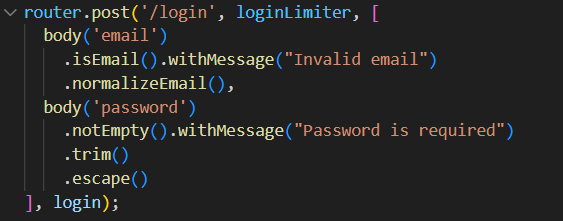 router.post('/login', loginLimiter, [
  body('email')
    .isEmail().withMessage("Invalid email")
    .normalizeEmail(),
  body('password')
    .notEmpty().withMessage("Password is required")
    .trim()
    .escape()
], login);